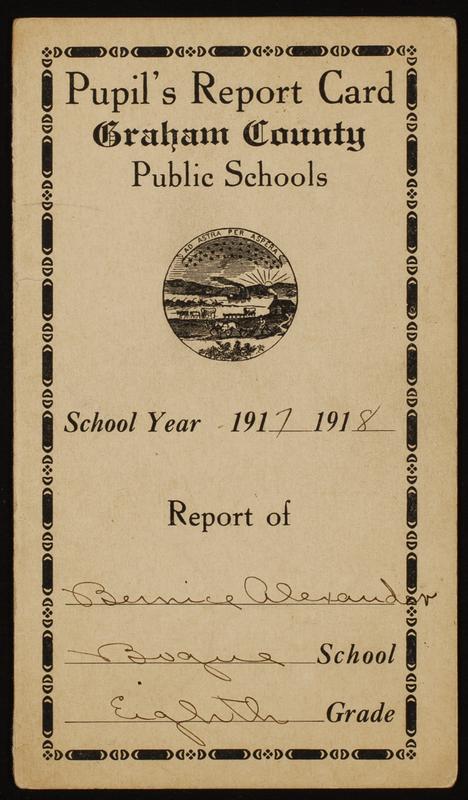 Pupil's Report Card
Graham County
Public Schools
AD ASTRA PER ASPERA
School Year 1917 1918
Report of
Bernice Alexander
Bogue School
Eighth Grade